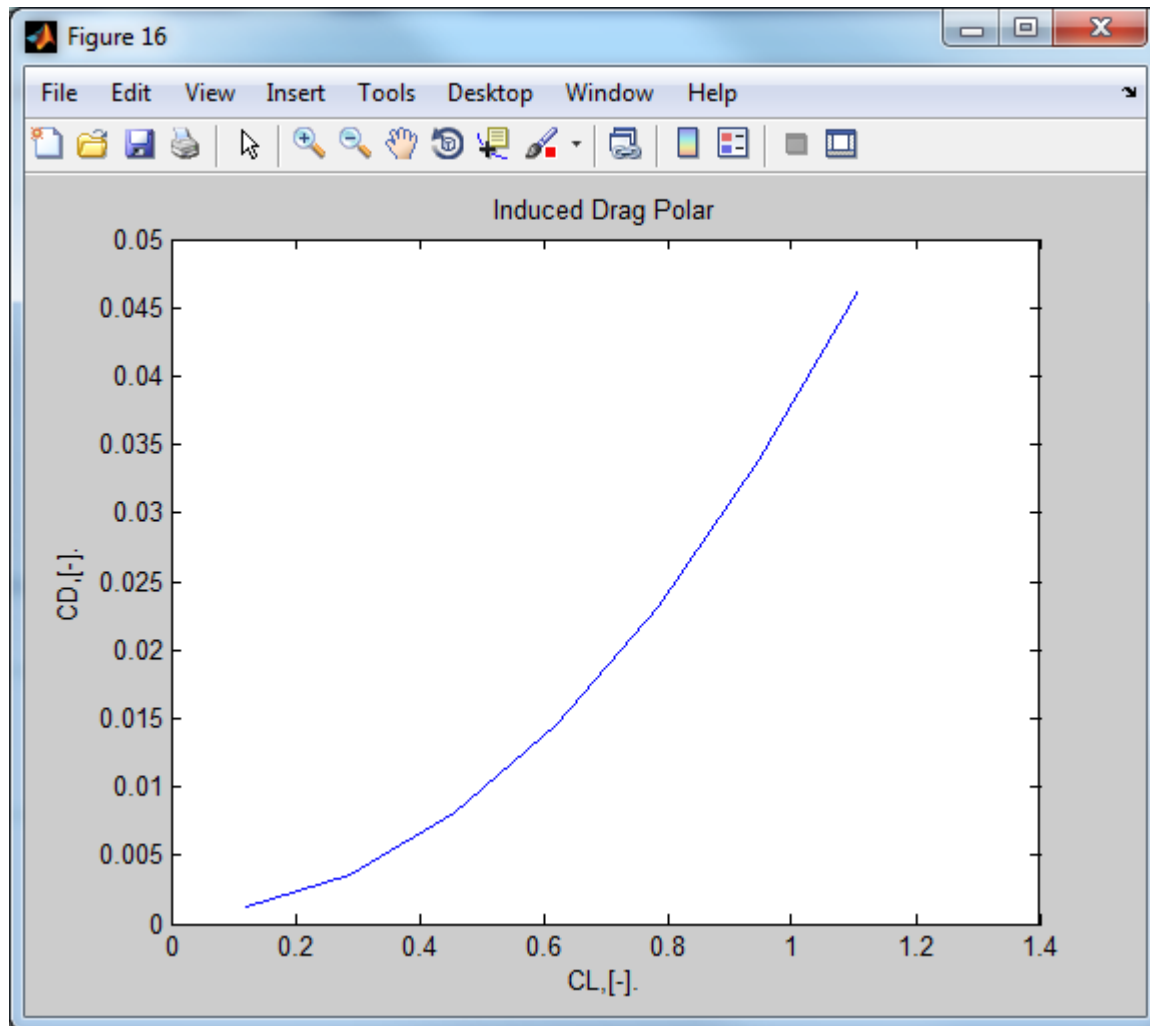 Figure 16
File Edit View Insert Tools Desktop Window Help
Induced Drag Polar
0.05
0.045
0.04
0.035
0.03
0.025
0.02
0.015
0.01
0.005
0
CD,[-].
0 0.2 0.4 0.6 0.8 1 1.2 1.4
CL,[-].